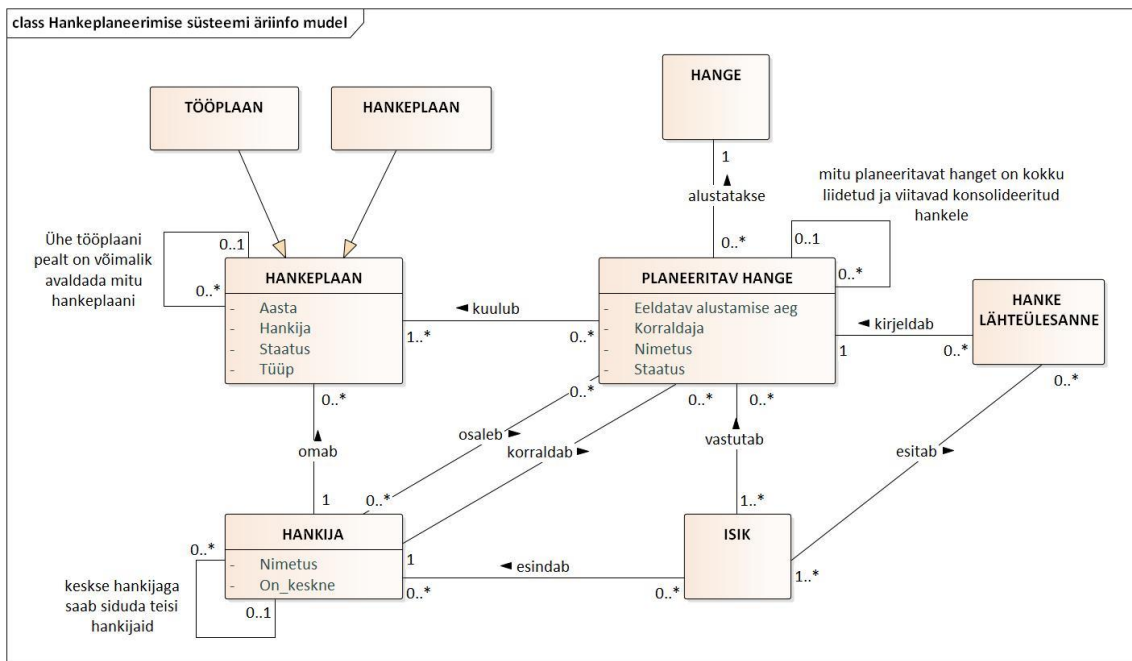 class Hankeplaneerimise süsteemi äriinfo mudel
HANGE
TÖÖPLAAN
HANKEPLAAN
1
alustatakse
0..*
mitu planeeritavat hanget on kokku
liidetud ja viitavad konsolideeritud
hankele
Ühe tööplaani
pealt on võimalik
avaldada mitu
hankeplaani
0..1
0..*
HANKEPLAAN
- Aasta
- Hankija
- Staatus
- Tüüp
◄ kuulub
1..*
0..*
PLANEERITAV HANGE
- Eeldatav alustamise aeg
- Korraldaja
- Nimetus
- Staatus
0..1
0..*
◄ kirjeldab
1
0..*
HANKE
LÄHTEÜLESANNE
0..*
0..*
0..*
0..*
0..*
osaleb ►
korraldab ►
vastutab
esitab
omab
1
0..*
1..*
HANKIJA
- Nimetus
- On_keskne
ISIK
0..*
1
◄ esindab
0..*
0..*
1..*
keskse hankijaga
saab siduda teisi
hankijaid
0..1